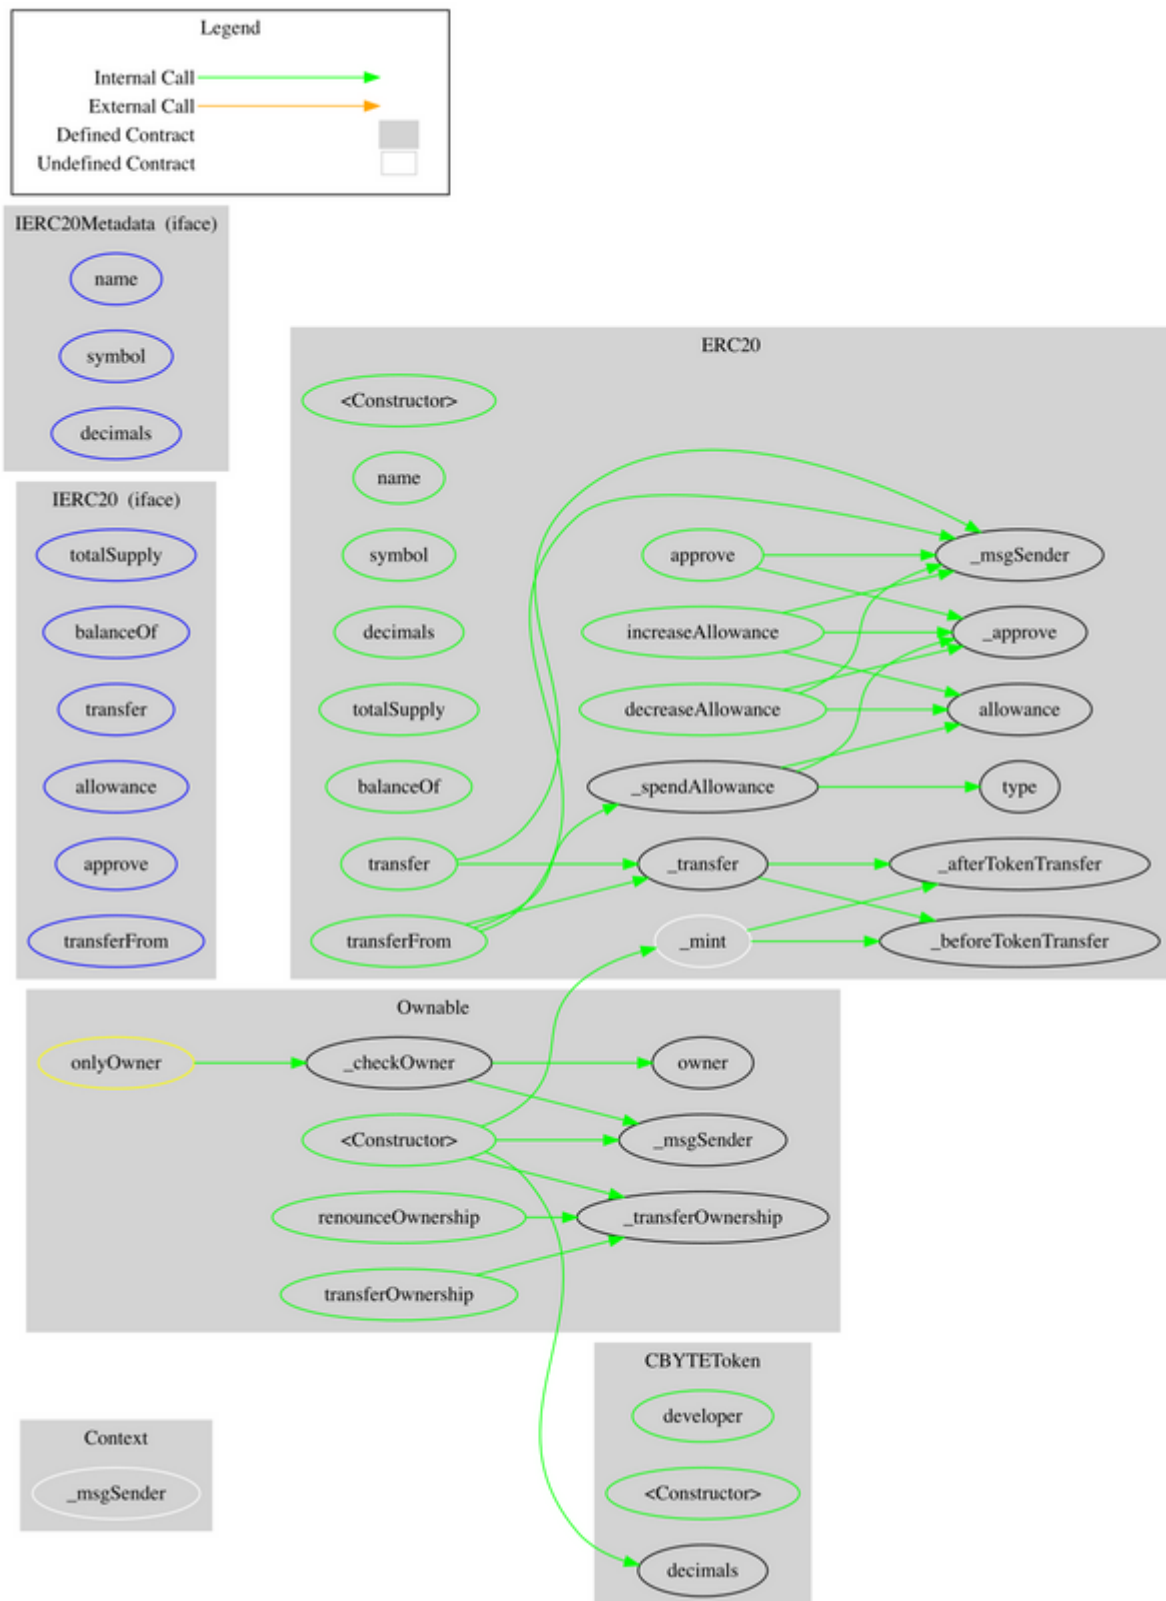 Legend
Internal Call
External Call
Defined Contract
Undefined Contract
IERC20Metadata (iface)
name
symbol
decimals
IERC20 (iface)
totalSupply
balanceOf
transfer
allowance
approve
transferFrom
ERC20
<Constructor>
name
symbol
decimals
totalSupply
balanceOf
transfer
transferFrom
approve
increaseAllowance
decreaseAllowance
_spendAllowance
_transfer
_mint
_msgSender
_approve
allowance
type
_afterTokenTransfer
_beforeTokenTransfer
Ownable
onlyOwner
_checkOwner
<Constructor>
renounceOwnership
transferOwnership
owner
_msgSender
_transferOwnership
CBYTEToken
developer
<Constructor>
decimals
Context
_msgSender